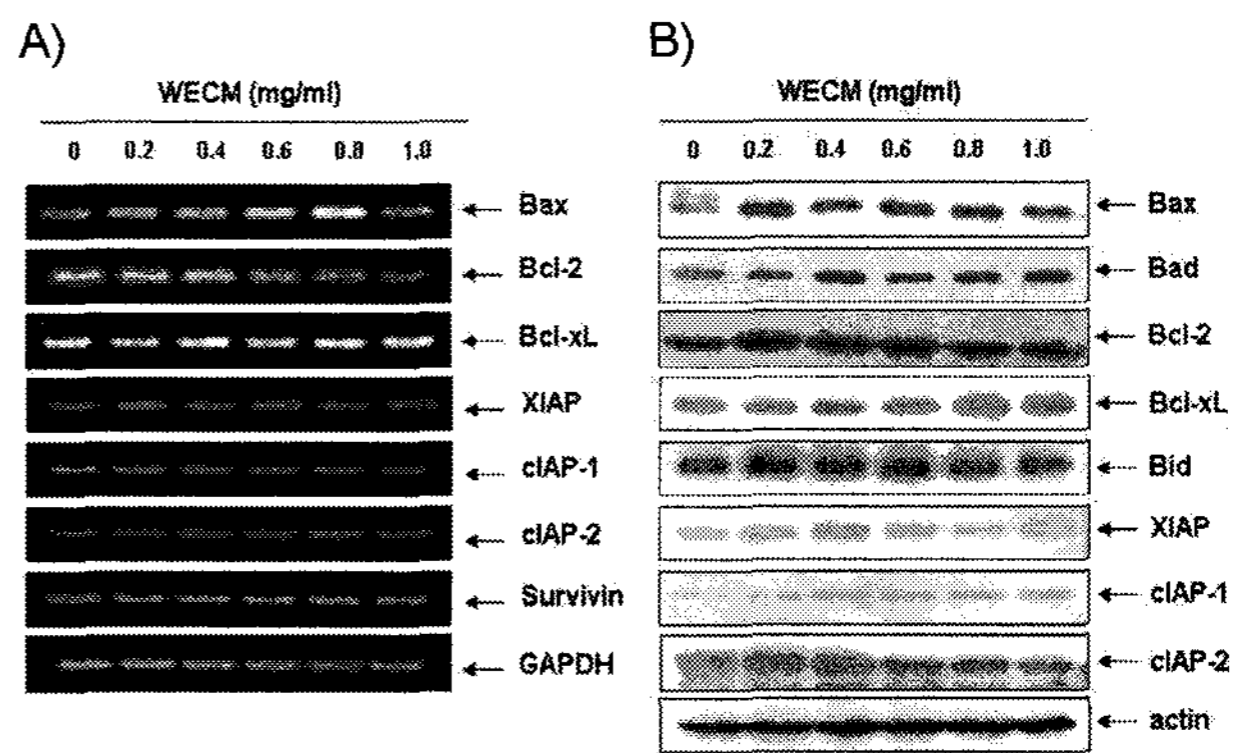 A)
WECM (mg/ml)
0 0.2 0.4 0.6 0.8 1.0
Bax
Bcl-2
Bcl-xL
XIAP
cIAP-1
cIAP-2
Survivin
GAPDH
B)
WECM (mg/ml)
0 0.2 0.4 0.6 0.8 1.0
Bax
Bad
Bcl-2
Bcl-xL
Bid
XIAP
cIAP-1
cIAP-2
actin